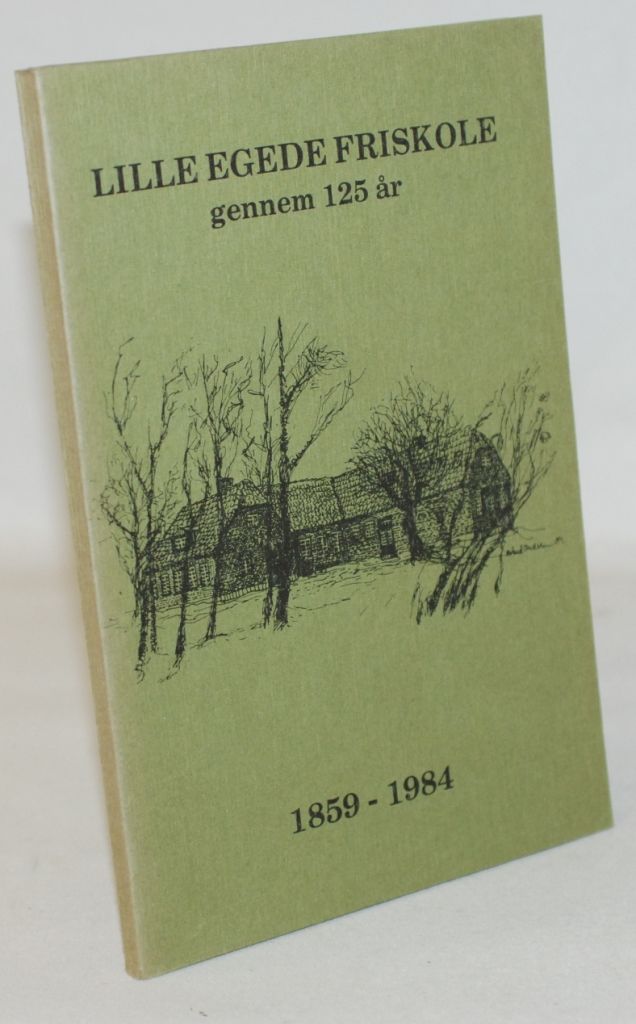 LILLE EGEDE FRISKOLE
gennem 125 år
1859 - 1984